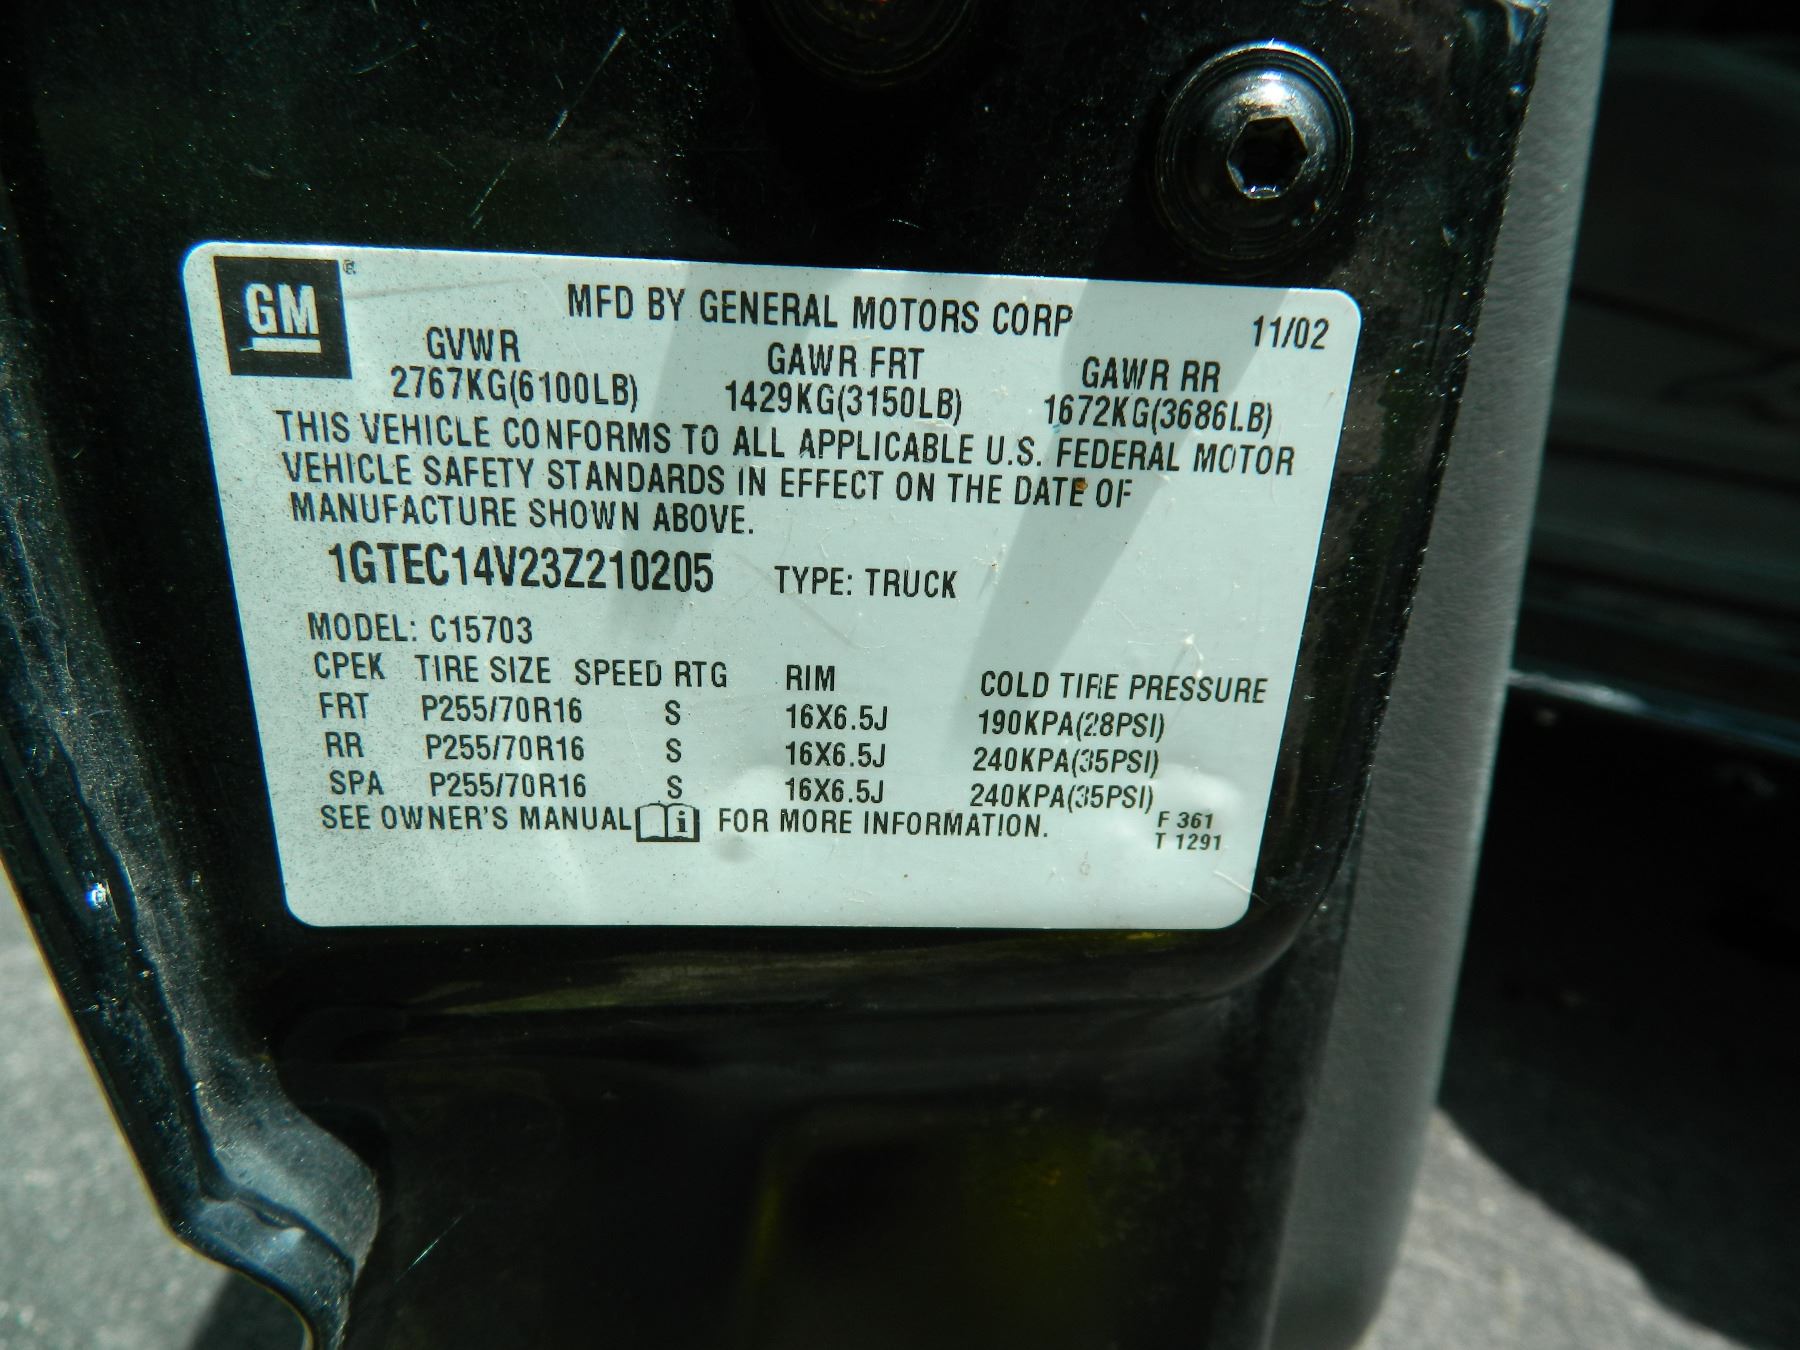 GM ®
MFD BY GENERAL MOTORS CORP 11/02
GVWR GAWR FRT GAWR RR
2767KG(6100LB) 1429KG(3150LB) 1672KG(3686LB)
THIS VEHICLE CONFORMS TO ALL APPLICABLE U.S. FEDERAL MOTOR
VEHICLE SAFETY STANDARDS IN EFFECT ON THE DATE OF
MANUFACTURE SHOWN ABOVE.
1GTEC14V23Z210205 TYPE: TRUCK
MODEL: C15703
CPEK TIRE SIZE SPEED RTG RIM COLD TIRE PRESSURE
FRT P255/70R16 S 16X6.5J 190KPA(28PSI)
RR P255/70R16 S 16X6.5J 240KPA(35PSI)
SPA P255/70R16 S 16X6.5J 240KPA(35PSI)
SEE OWNER'S MANUAL i FOR MORE INFORMATION.
F 361
T 1291